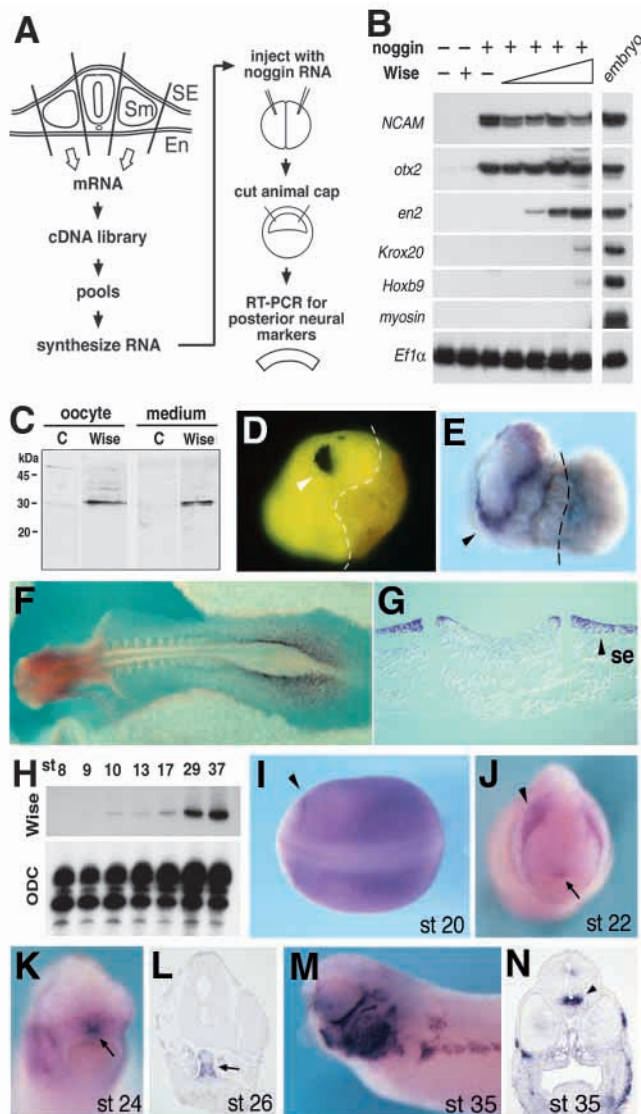 A
SE
Sm
En
mRNA
cDNA library
pools
synthesize RNA
inject with
noggin RNA
cut animal cap
RT-PCR for
posterior neural
markers
B
noggin - - + + + + +
Wise - + -
embryo
NCAM
otx2
en2
Krox20
Hoxb9
myosin
Ef1α
C
oocyte medium
C Wise C Wise
kDa
45
30
20
D
E
F
G
se
H
st 8 9 10 13 17 29 37
Wise
ODC
I
st 20
J
st 22
K
st 24
L
st 26
M
st 35
N
st 35